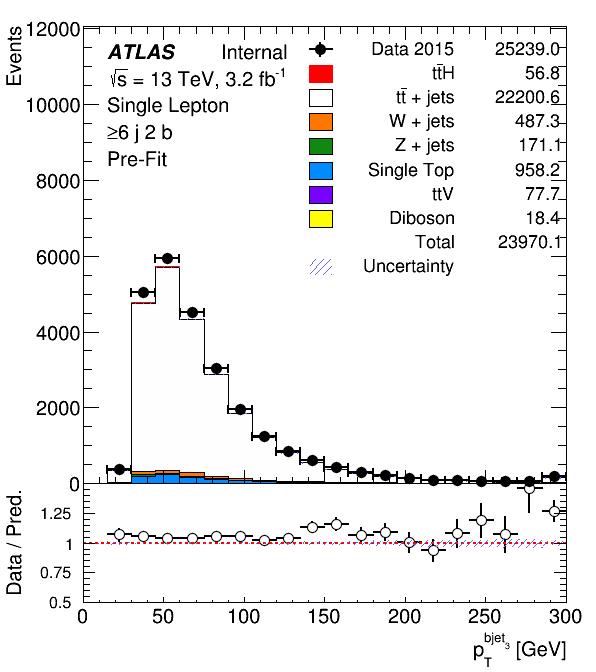 Events
12000
10000
8000
6000
4000
2000
0
ATLAS Internal
√s = 13 TeV, 3.2 fb⁻¹
Single Lepton
≥6 j 2 b
Pre-Fit
Data 2015 25239.0
tt̄H 56.8
tt̄ + jets 22200.6
W + jets 487.3
Z + jets 171.1
Single Top 958.2
ttV 77.7
Diboson 18.4
Total 23970.1
Uncertainty
Data / Pred.
1.25
1
0.75
0.5
0 50 100 150 200 250 300
p_T^{bjet_3} [GeV]